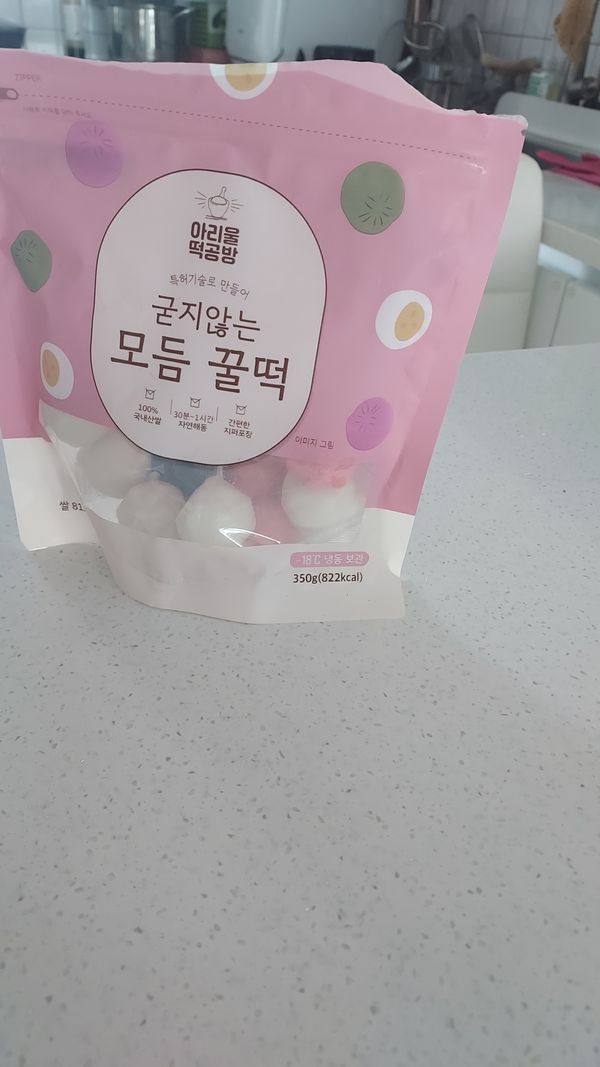 ZIPPER
아리울
떡공방
특허기술로 만들어
굳지않는
모듬 꿀떡
100%
국내산쌀
30분~1시간
자연해동
간편한
지퍼포장
이미지 그림
쌀 81
-18℃ 냉동 보관
350g(822kcal)